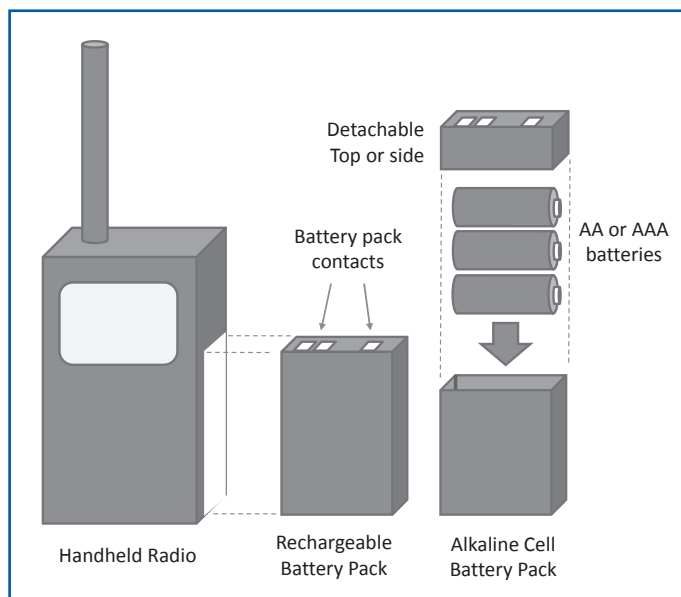 Detachable
Top or side
AA or AAA
batteries
Battery pack
contacts
Handheld Radio
Rechargeable
Battery Pack
Alkaline Cell
Battery Pack